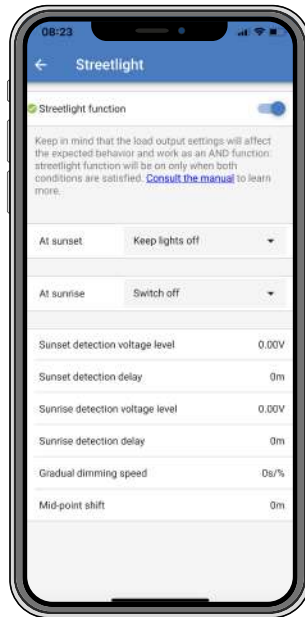 08:23
Streetlight
Streetlight function
Keep in mind that the load output settings will affect
the expected behavior and work as an AND function:
streetlight function will be on only when both
conditions are satisfied. Consult the manual to learn
more.
At sunset Keep lights off
At sunrise Switch off
Sunset detection voltage level 0.00V
Sunset detection delay 0m
Sunrise detection voltage level 0.00V
Sunrise detection delay 0m
Gradual dimming speed 0s/%
Mid-point shift 0m